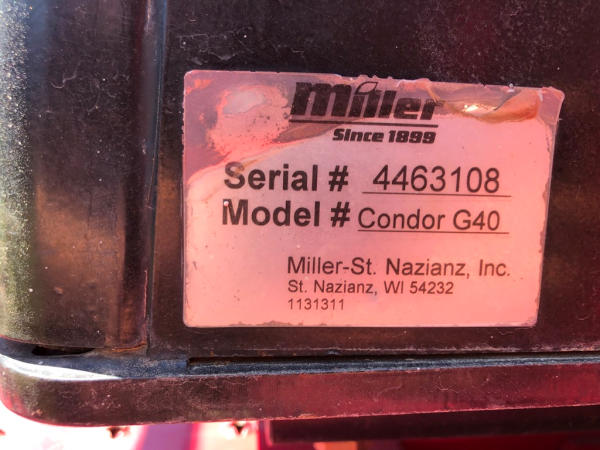 Miller
Since 1899
Serial # 4463108
Model # Condor G40
Miller-St. Nazianz, Inc.
St. Nazianz, WI 54232
1131311